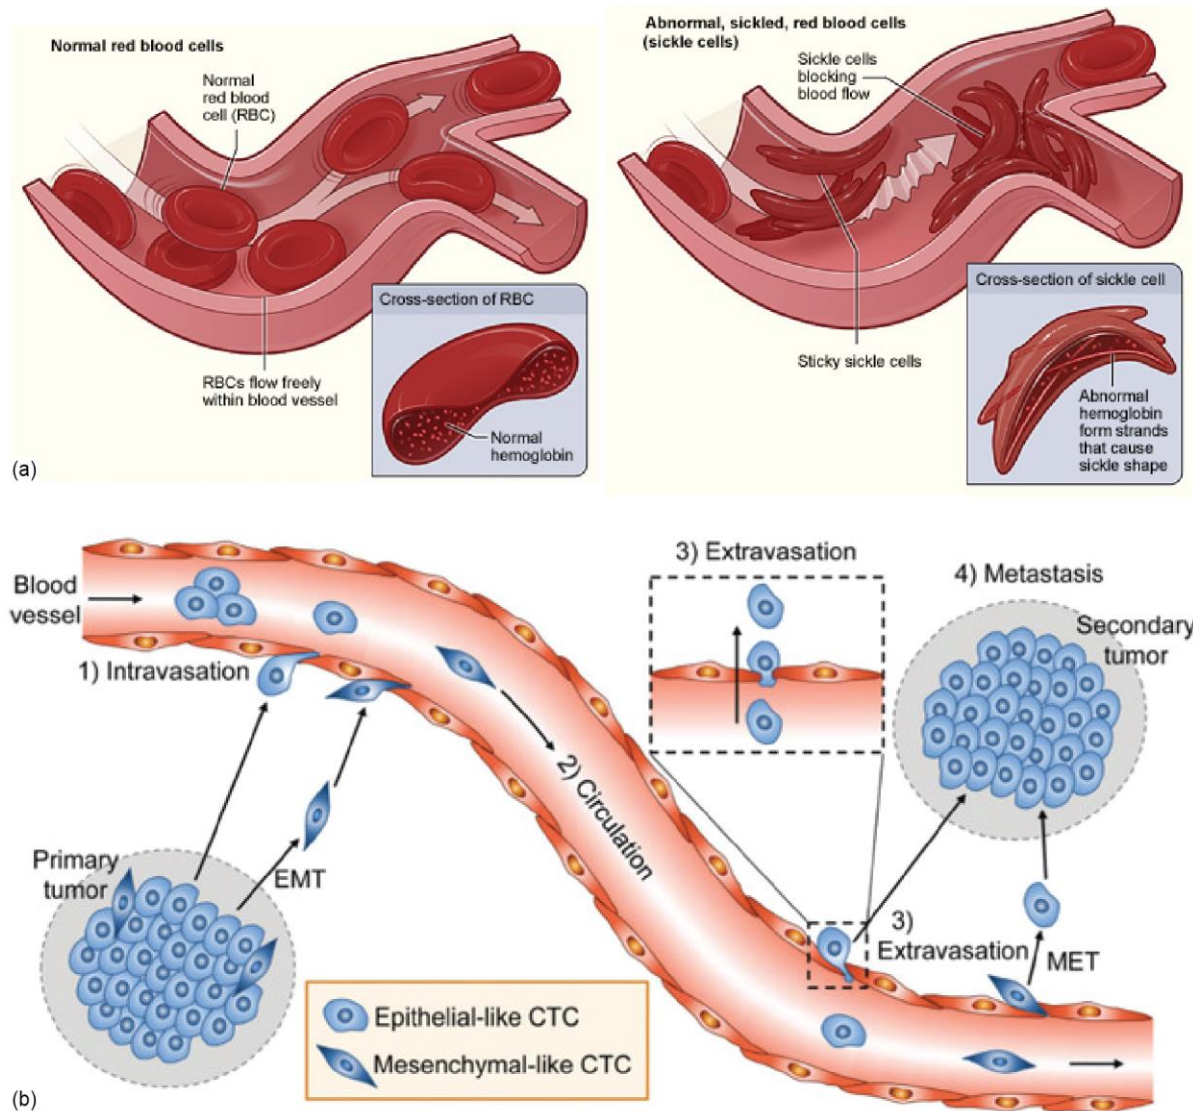 Normal red blood cells
Normal
red blood
cell (RBC)
RBCs flow freely
within blood vessel
Cross-section of RBC
Normal
hemoglobin
(a)
Abnormal, sickled, red blood cells
(sickle cells)
Sickle cells
blocking
blood flow
Sticky sickle cells
Cross-section of sickle cell
Abnormal
hemoglobin
form strands
that cause
sickle shape
Blood
vessel
1) Intravasation
2) Circulation
3) Extravasation
4) Metastasis
Secondary
tumor
Primary
tumor
EMT
3)
Extravasation
MET
Epithelial-like CTC
Mesenchymal-like CTC
(b)